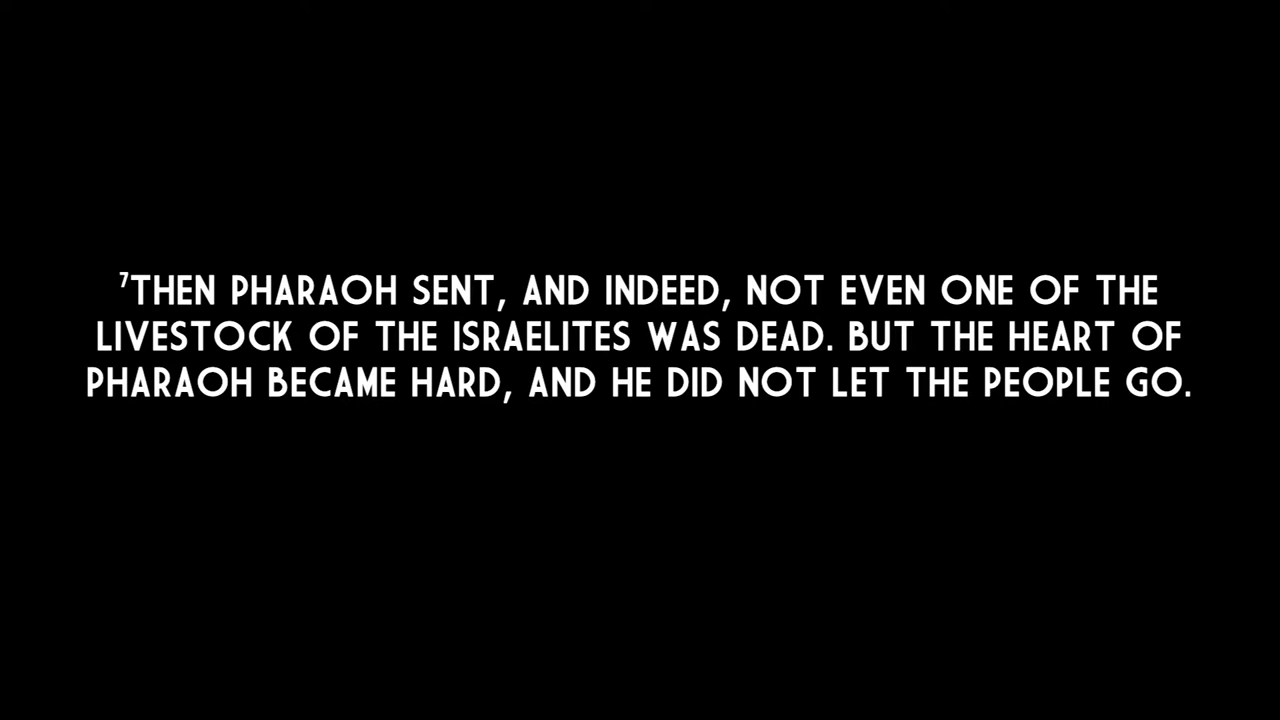 ⁷THEN PHARAOH SENT, AND INDEED, NOT EVEN ONE OF THE
LIVESTOCK OF THE ISRAELITES WAS DEAD. BUT THE HEART OF
PHARAOH BECAME HARD, AND HE DID NOT LET THE PEOPLE GO.